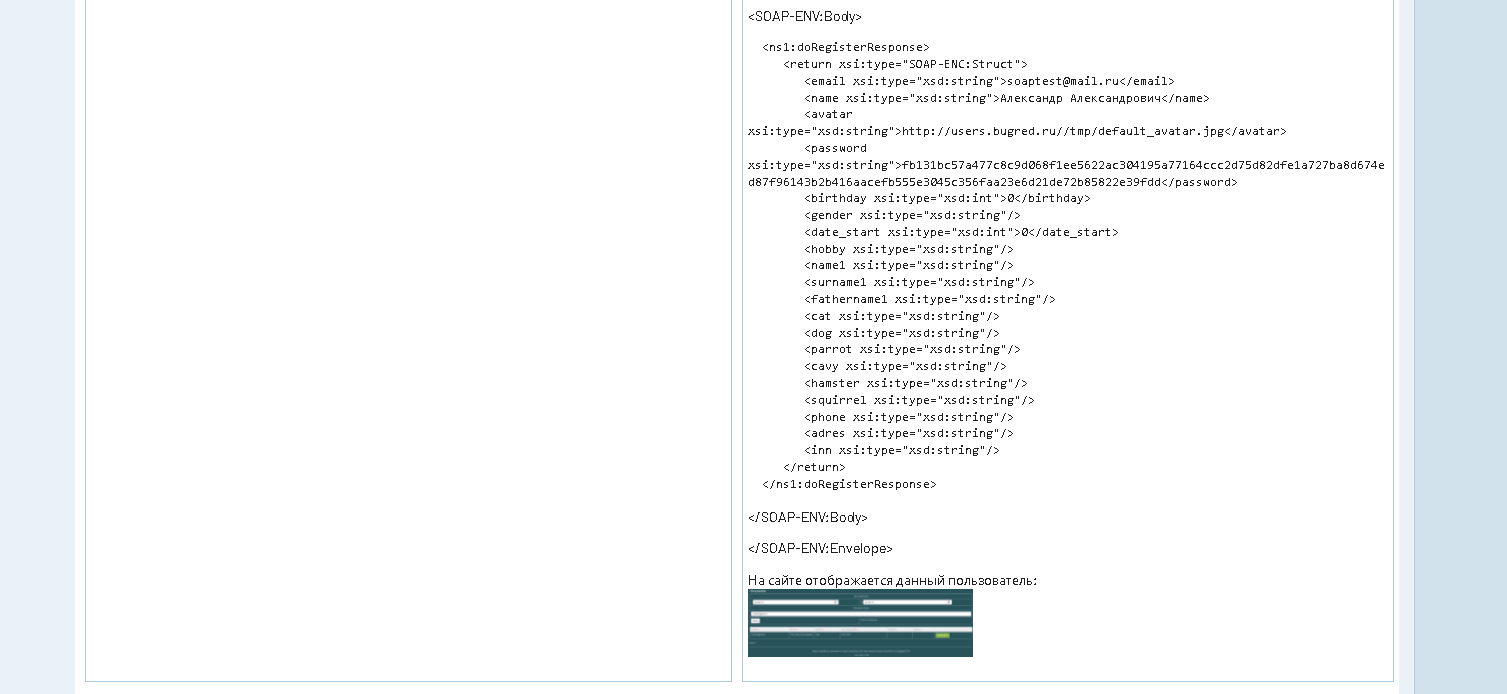 <SOAP-ENV:Body>
<ns1:doRegisterResponse>
<return xsi:type="SOAP-ENC:Struct">
<email xsi:type="xsd:string">soaptest@mail.ru</email>
<name xsi:type="xsd:string">Александр Александрович</name>
<avatar
xsi:type="xsd:string">http://users.bugred.ru//tmp/default_avatar.jpg</avatar>
<password
xsi:type="xsd:string">fb131bc57a477c8c9d068f1ee5622ac304195a77164ccc2d75d82dfe1a727ba8d674e
d87f96143b2b416aacefb555e3045c356faa23e6d21de72b85822e39fdd</password>
<birthday xsi:type="xsd:int">0</birthday>
<gender xsi:type="xsd:string"/>
<date_start xsi:type="xsd:int">0</date_start>
<hobby xsi:type="xsd:string"/>
<name1 xsi:type="xsd:string"/>
<surname1 xsi:type="xsd:string"/>
<fathername1 xsi:type="xsd:string"/>
<cat xsi:type="xsd:string"/>
<dog xsi:type="xsd:string"/>
<parrot xsi:type="xsd:string"/>
<cavy xsi:type="xsd:string"/>
<hamster xsi:type="xsd:string"/>
<squirrel xsi:type="xsd:string"/>
<phone xsi:type="xsd:string"/>
<adres xsi:type="xsd:string"/>
<inn xsi:type="xsd:string"/>
</return>
</ns1:doRegisterResponse>
</SOAP-ENV:Body>
</SOAP-ENV:Envelope>
На сайте отображается данный пользователь: